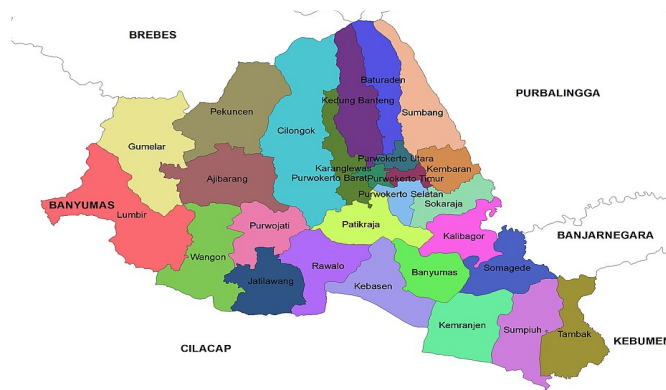 BREBES
Baturaden
PURBALINGGA
Kedung Banteng
Pekuncen
Sumbang
Cilongok
Gumelar
Purwokerto Utara
Karanglewas
Kembaran
Ajibarang
Purwokerto Barat
Purwokerto Timur
Purwokerto Selatan
BANYUMAS
Sokaraja
Lumbir
Purwojati
Patikraja
Kalibagor
BANJARNEGARA
Wangon
Rawalo
Banyumas
Somagede
Jatilawang
Kebasen
Kemranjen
Sumpiuh
Tambak
KEBUMEN
CILACAP